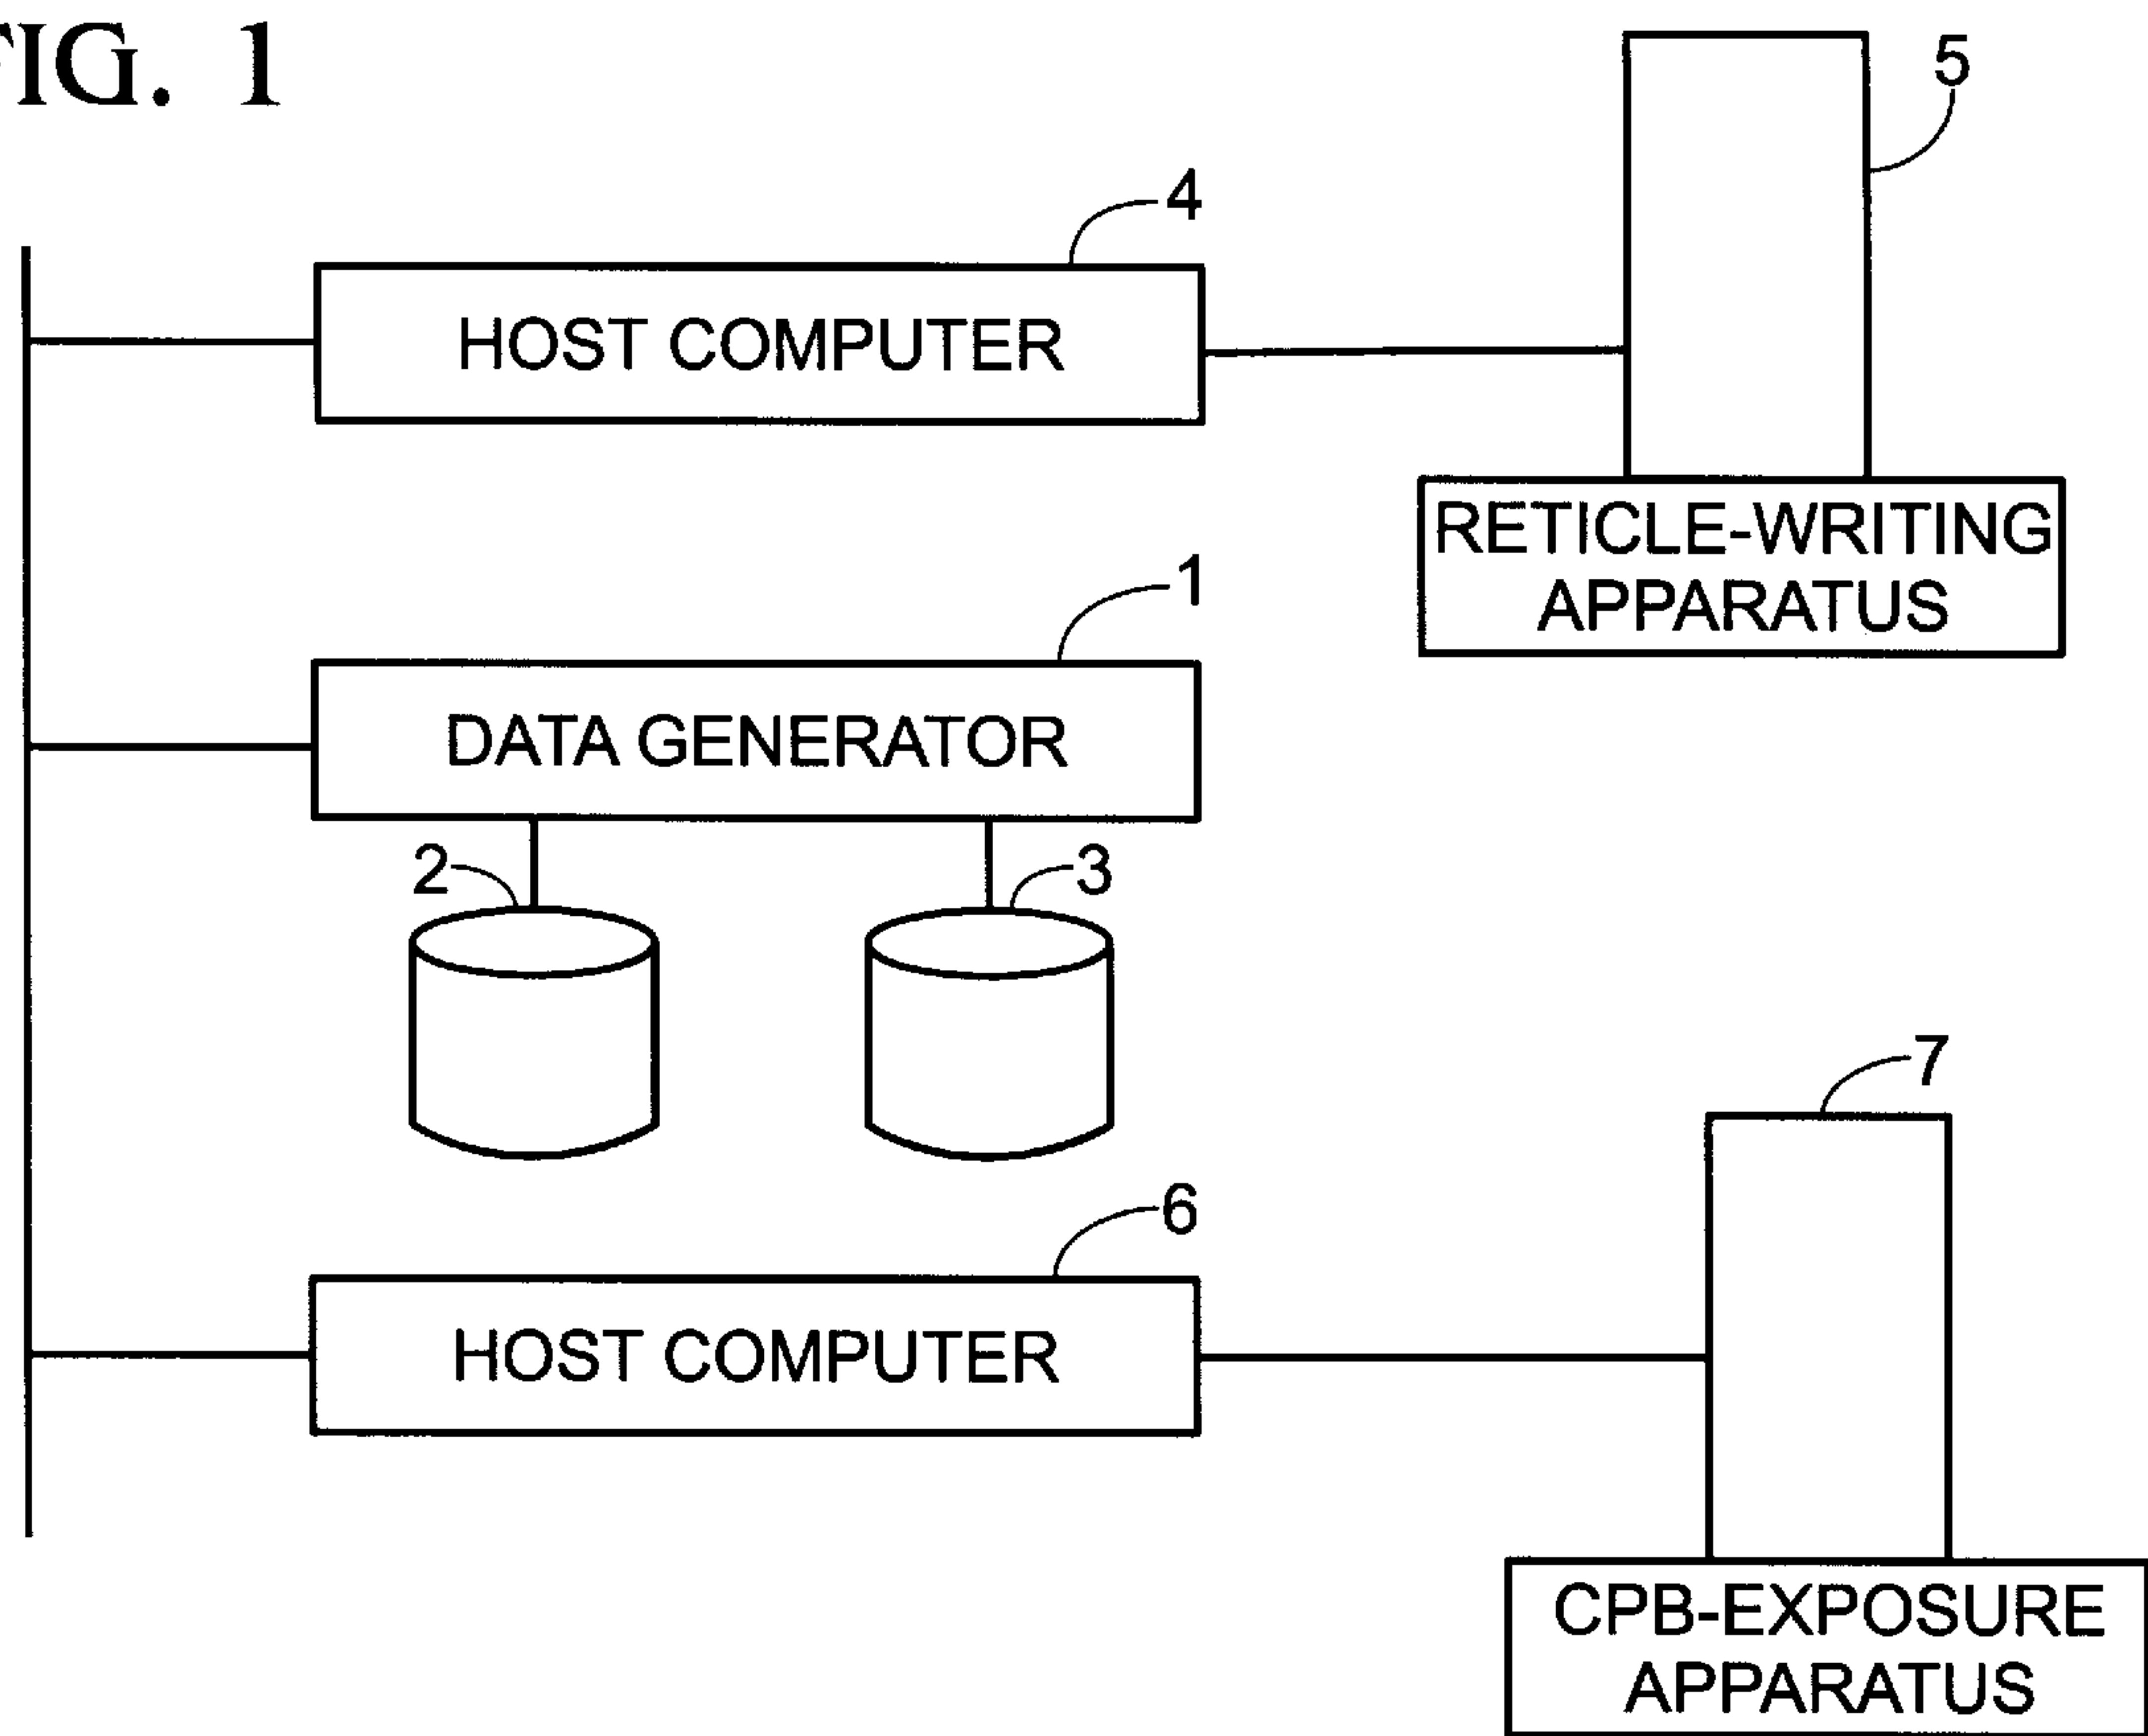 FIG. 1
5
4
HOST COMPUTER
RETICLE-WRITING
APPARATUS
1
DATA GENERATOR
2
3
7
6
HOST COMPUTER
CPB-EXPOSURE
APPARATUS